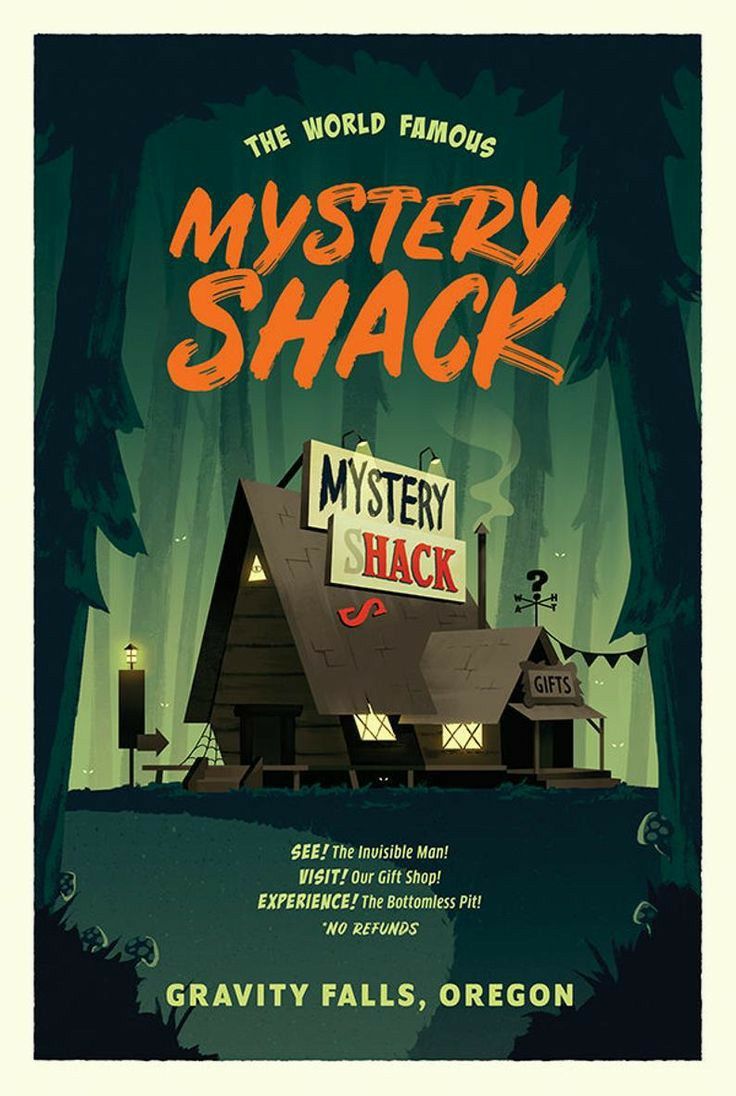 THE WORLD FAMOUS
MYSTERY
SHACK
MYSTERY
SHACK
S
?
W H
A T
GIFTS
SEE! The Invisible Man!
VISIT! Our Gift Shop!
EXPERIENCE! The Bottomless Pit!
*NO REFUNDS
GRAVITY FALLS, OREGON